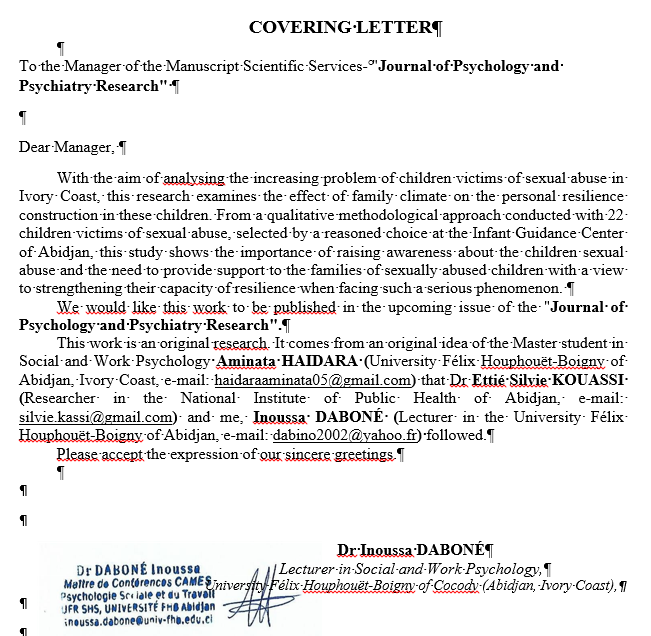 COVERING LETTER¶
¶
To the Manager of the Manuscript Scientific Services-°"Journal of Psychology and
Psychiatry Research" ¶
¶
Dear Manager, ¶
With the aim of analysing the increasing problem of children victims of sexual abuse in
Ivory Coast, this research examines the effect of family climate on the personal resilience
construction in these children. From a qualitative methodological approach conducted with 22
children victims of sexual abuse, selected by a reasoned choice at the Infant Guidance Center
of Abidjan, this study shows the importance of raising awareness about the children sexual
abuse and the need to provide support to the families of sexually abused children with a view
to strengthening their capacity of resilience when facing such a serious phenomenon. ¶
We would like this work to be published in the upcoming issue of the "Journal of
Psychology and Psychiatry Research".¶
This work is an original research. It comes from an original idea of the Master student in
Social and Work Psychology Aminata HAIDARA (University Félix Houphouët-Boigny of
Abidjan, Ivory Coast, e-mail: haidaraaminata05@gmail.com) that Dr Ettié Silvie KOUASSI
(Researcher in the National Institute of Public Health of Abidjan, e-mail:
silvie.kassi@gmail.com) and me, Inoussa DABONÉ (Lecturer in the University Félix
Houphouët-Boigny of Abidjan, e-mail: dabino2002@yahoo.fr) followed.¶
Please accept the expression of our sincere greetings.¶
¶
¶
¶
Dr Inoussa DABONÉ¶
Lecturer in Social and Work Psychology,¶
University Félix Houphouët-Boigny of Cocody (Abidjan, Ivory Coast),¶
Dr DABONÉ Inoussa
Maître de Conférences CAMES
Psychologie Sociale et du Travail
UFR SHS, UNIVERSITÉ FHB Abidjan
inoussa.dabone@univ-fhb.edu.ci
¶
¶